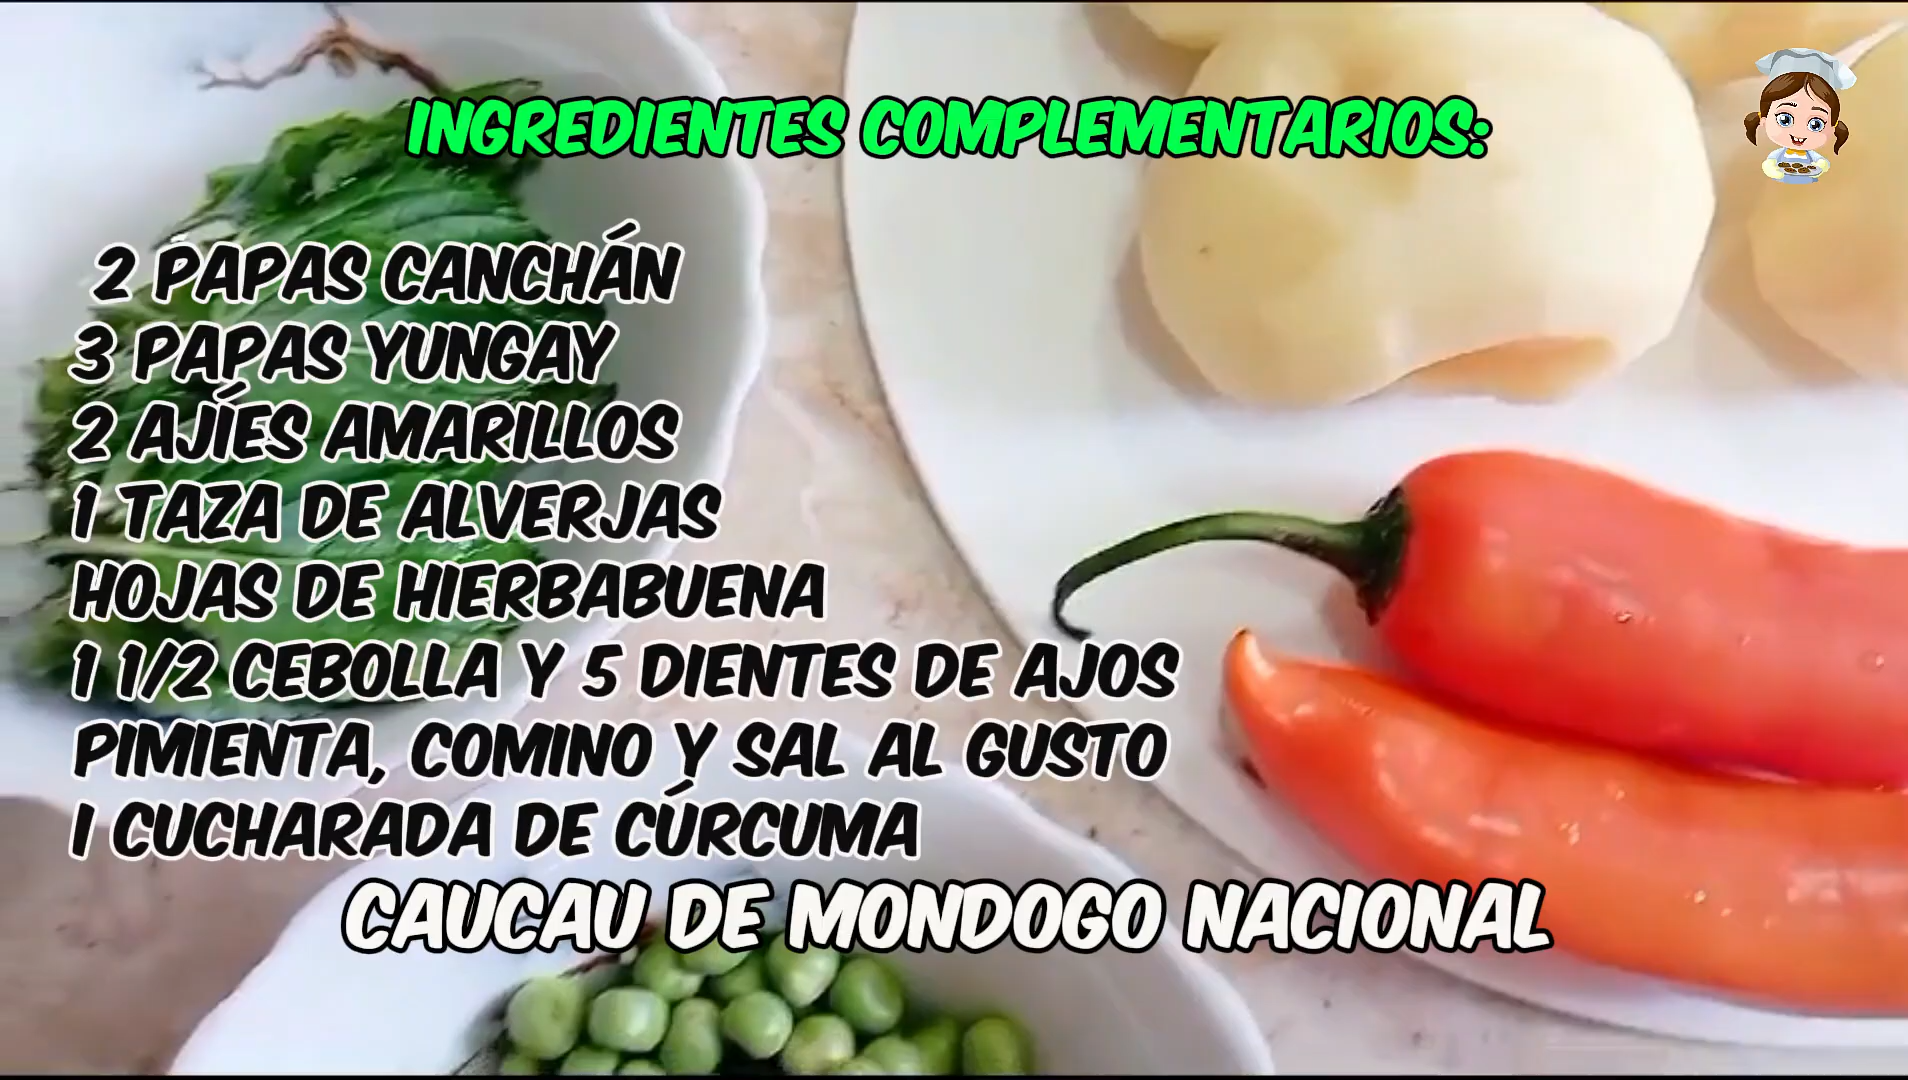 INGREDIENTES COMPLEMENTARIOS:
2 PAPAS CANCHÁN
3 PAPAS YUNGAY
2 AJÍES AMARILLOS
1 TAZA DE ALVERJAS
HOJAS DE HIERBABUENA
1 1/2 CEBOLLA Y 5 DIENTES DE AJOS
PIMIENTA, COMINO Y SAL AL GUSTO
1 CUCHARADA DE CÚRCUMA
CAUCAU DE MONDOGO NACIONAL